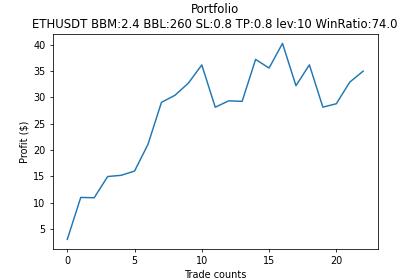 Portfolio
ETHUSDT BBM:2.4 BBL:260 SL:0.8 TP:0.8 lev:10 WinRatio:74.0
40
35
30
25
20
15
10
5
Profit ($)
0 5 10 15 20
Trade counts